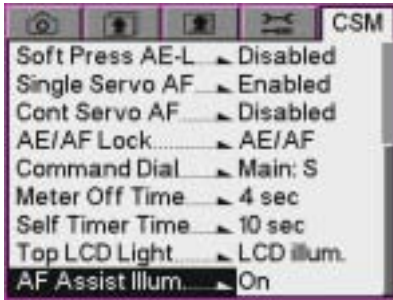 CSM
Soft Press AE-L........ Disabled
Single Servo AF........ Enabled
Cont Servo AF........ Disabled
AE/AF Lock........ AE/AF
Command Dial........ Main: S
Meter Off Time........ 4 sec
Self Timer Time........ 10 sec
Top LCD Light........ LCD illum.
AF Assist Illum........ On